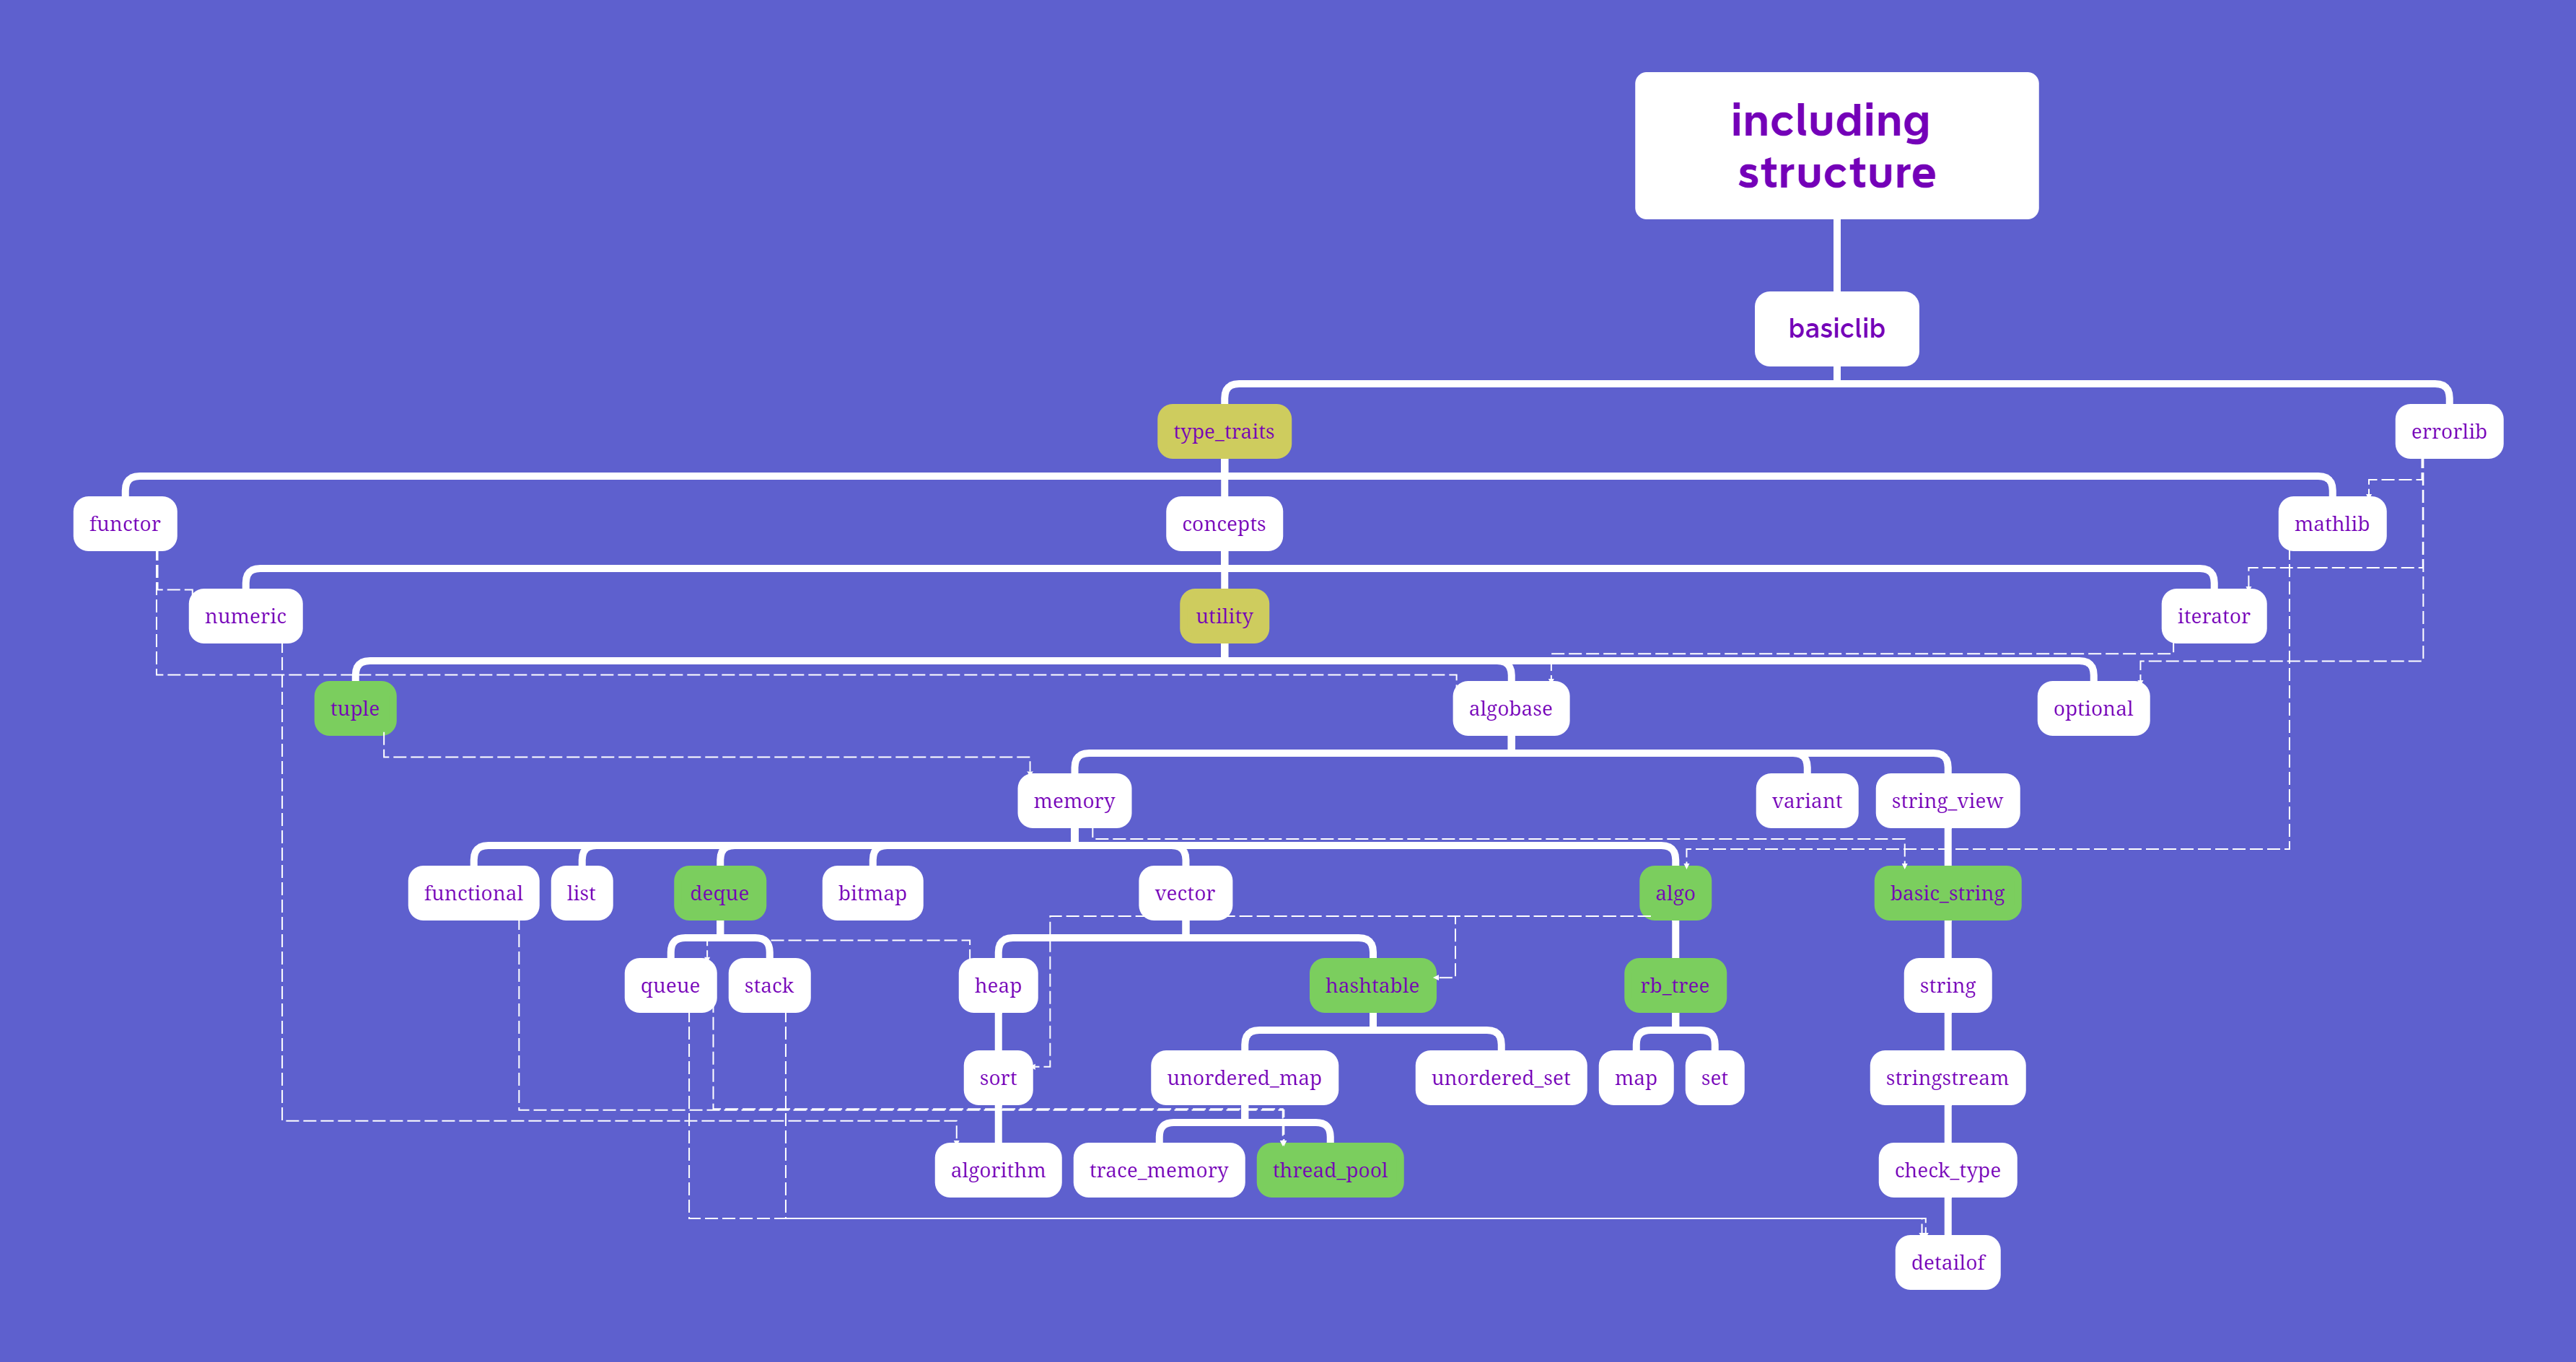 including
structure
basiclib
type_traits
errorlib
functor
concepts
mathlib
numeric
utility
iterator
tuple
algobase
optional
memory
variant
string_view
functional
list
deque
bitmap
vector
algo
basic_string
queue
stack
heap
hashtable
rb_tree
string
sort
unordered_map
unordered_set
map
set
stringstream
algorithm
trace_memory
thread_pool
check_type
detailof